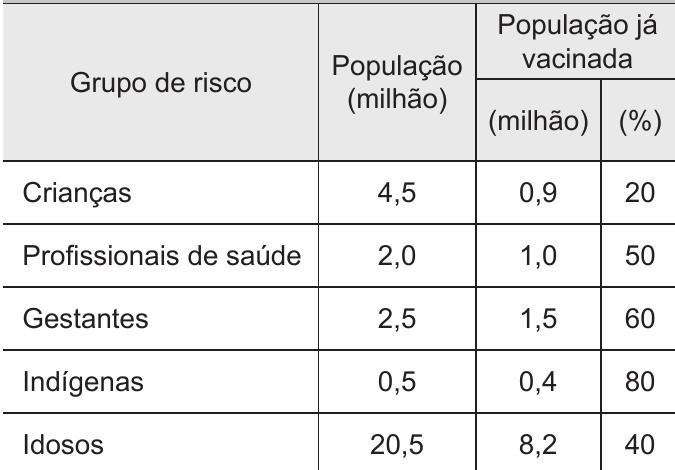 Grupo de risco
População
(milhão)
População já
vacinada
(milhão) (%)
Crianças 4,5 0,9 20
Profissionais de saúde 2,0 1,0 50
Gestantes 2,5 1,5 60
Indígenas 0,5 0,4 80
Idosos 20,5 8,2 40